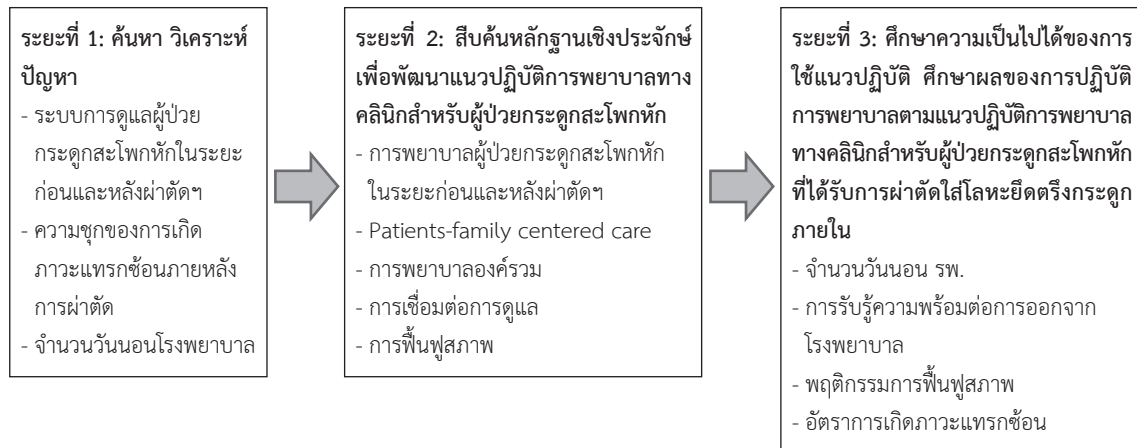 ระยะที่ 1: ค้นหา วิเคราะห์
ปัญหา
- ระบบการดูแลผู้ป่วย
กระดูกสะโพกหักในระยะ
ก่อนและหลังผ่าตัดฯ
- ความชุกของการเกิด
ภาวะแทรกซ้อนภายหลัง
การผ่าตัด
- จำนวนวันนอนโรงพยาบาล
ระยะที่ 2: สืบค้นหลักฐานเชิงประจักษ์
เพื่อพัฒนาแนวปฏิบัติการพยาบาลทาง
คลินิกสำหรับผู้ป่วยกระดูกสะโพกหัก
- การพยาบาลผู้ป่วยกระดูกสะโพกหัก
ในระยะก่อนและหลังผ่าตัดฯ
- Patients-family centered care
- การพยาบาลองค์รวม
- การเชื่อมต่อการดูแล
- การฟื้นฟูสภาพ
ระยะที่ 3: ศึกษาความเป็นไปได้ของการ
ใช้แนวปฏิบัติ ศึกษาผลของการปฏิบัติ
การพยาบาลตามแนวปฏิบัติการพยาบาล
ทางคลินิกสำหรับผู้ป่วยกระดูกสะโพกหัก
ที่ได้รับการผ่าตัดใส่โลหะยึดตรึงกระดูก
ภายใน
- จำนวนวันนอน รพ.
- การรับรู้ความพร้อมต่อการออกจาก
โรงพยาบาล
- พฤติกรรมการฟื้นฟูสภาพ
- อัตราการเกิดภาวะแทรกซ้อน